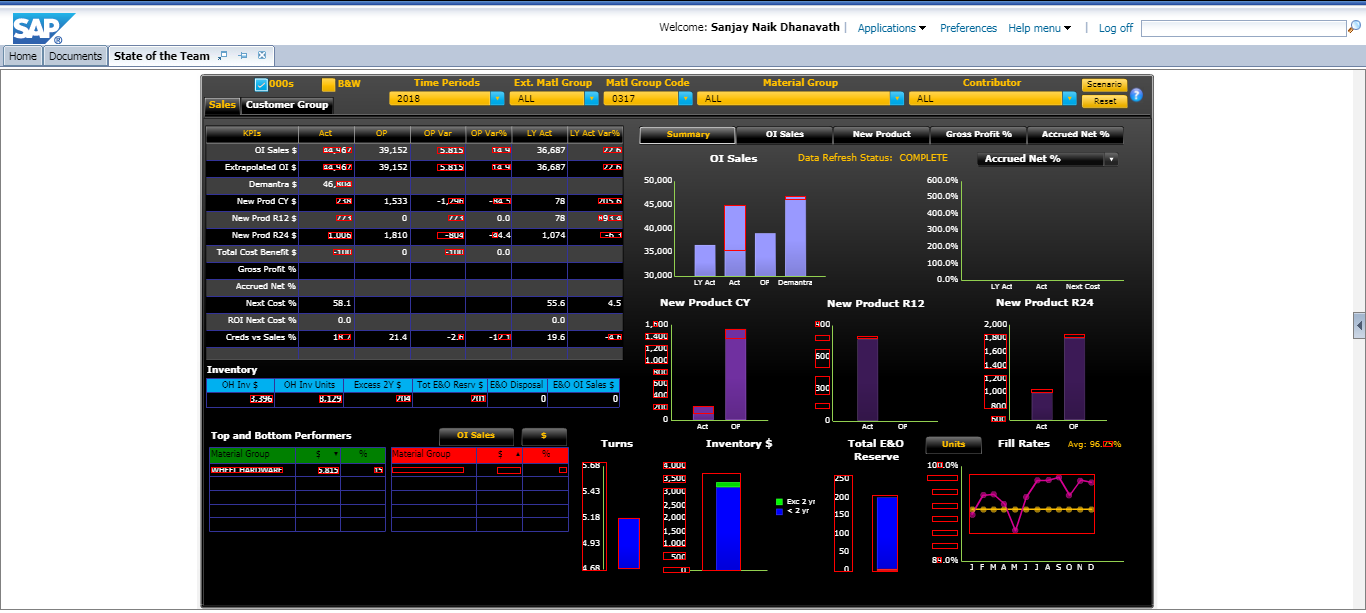 SAP ®
Welcome: Sanjay Naik Dhanavath | Applications Preferences Help menu | Log off
Home Documents State of the Team
000s B&W Time Periods Ext. Matl Group Matl Group Code Material Group Contributor Scenario
2018 ALL 0317 ALL ALL Reset ?
Sales Customer Group
KPIs Act OP OP Var OP Var% LY Act LY Act Var%
OI Sales $ 44,967 39,152 5,815 14.9 36,687 22.6
Extrapolated OI $ 44,967 39,152 5,815 14.9 36,687 22.6
Demantra $ 46,804
New Prod CY $ 238 1,533 -1,296 -84.5 78 205.6
New Prod R12 $ 773 0 773 0.0 78 893.4
New Prod R24 $ 1,006 1,810 -804 -44.4 1,074 -6.3
Total Cost Benefit $ -100 0 -100 0.0
Gross Profit %
Accrued Net %
Next Cost % 58.1 55.6 4.5
ROI Next Cost % 0.0 0.0
Creds vs Sales % 21.4 19.6
Summary OI Sales New Product Gross Profit % Accrued Net %
OI Sales Data Refresh Status: COMPLETE Accrued Net %
50,000
45,000
40,000
35,000
30,000
LY Act Act OP Demantra
600.0%
500.0%
400.0%
300.0%
200.0%
100.0%
0.0%
LY Act Act Next Cost
New Product CY
1,600
1,400
1,200
1,000
800
600
400
200
0
Act OP
New Product R12
800
600
300
0
Act OP
New Product R24
2,000
1,800
1,600
1,400
1,200
1,000
800
600
Act OP
Inventory
OH Inv $ OH Inv Units Excess 2Y $ Tot E&O Resrv $ E&O Disposal E&O OI Sales $
3,396 8,129 204 201 0 0
Top and Bottom Performers OI Sales $
Material Group $ % Material Group $ %
WHEEL HARDWARE 5,815 15
Turns
5.68
5.43
5.18
4.93
4.68
Inventory $
4,000
3,500
3,000
2,500
2,000
1,500
1,000
500
0
Exc 2 yr
< 2 yr
Total E&O
Reserve
250
200
150
100
50
0
Units Fill Rates Avg: 96.75%
100.0%
84.0%
J F M A M J J A S O N D